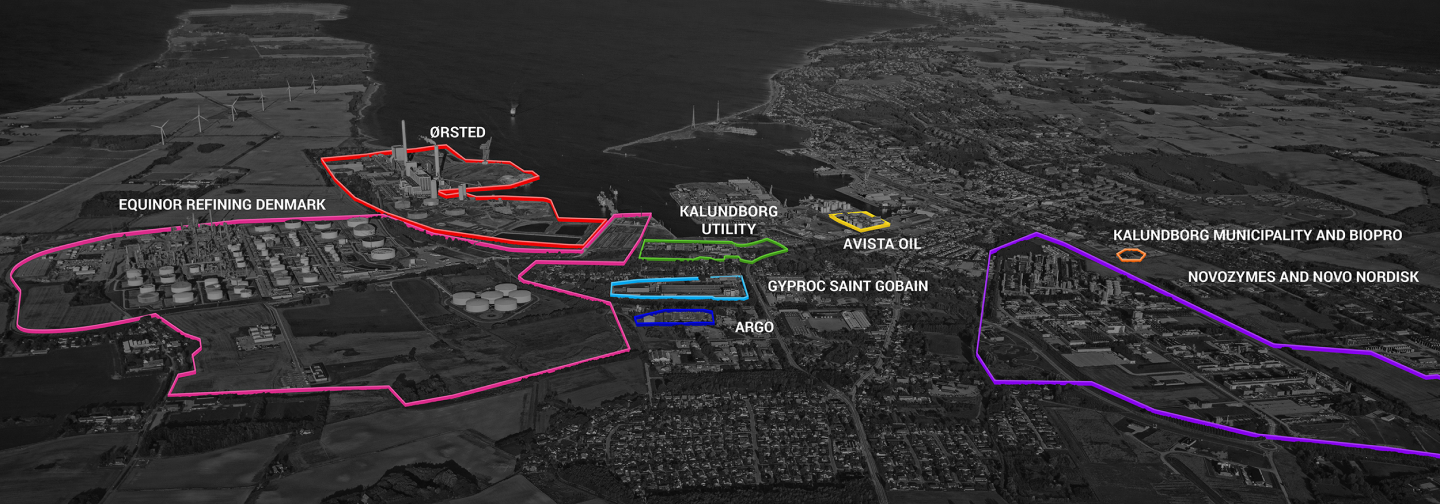 ØRSTED
EQUINOR REFINING DENMARK
KALUNDBORG
UTILITY
AVISTA OIL
KALUNDBORG MUNICIPALITY AND BIOPRO
NOVOZYMES AND NOVO NORDISK
GYPROC SAINT GOBAIN
ARGO